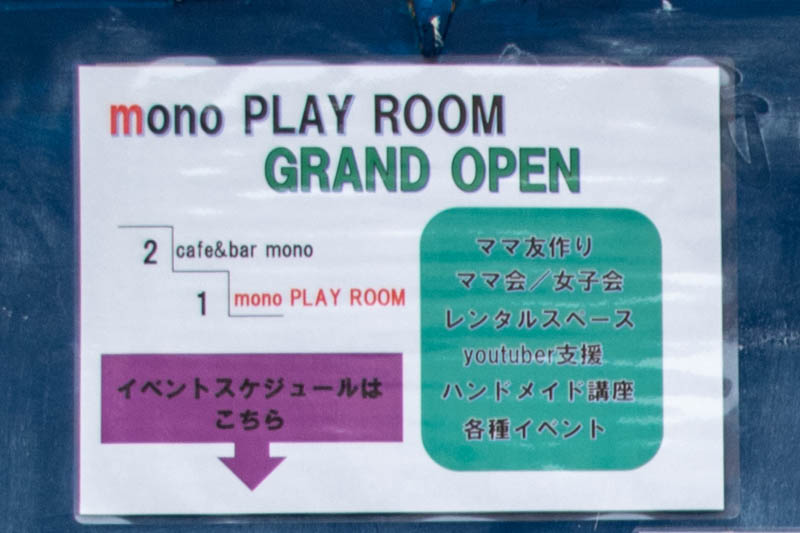 mono PLAY ROOM
GRAND OPEN
2 cafe&bar mono
1 mono PLAY ROOM
イベントスケジュールは
こちら
ママ友作り
ママ会／女子会
レンタルスペース
youtuber支援
ハンドメイド講座
各種イベント